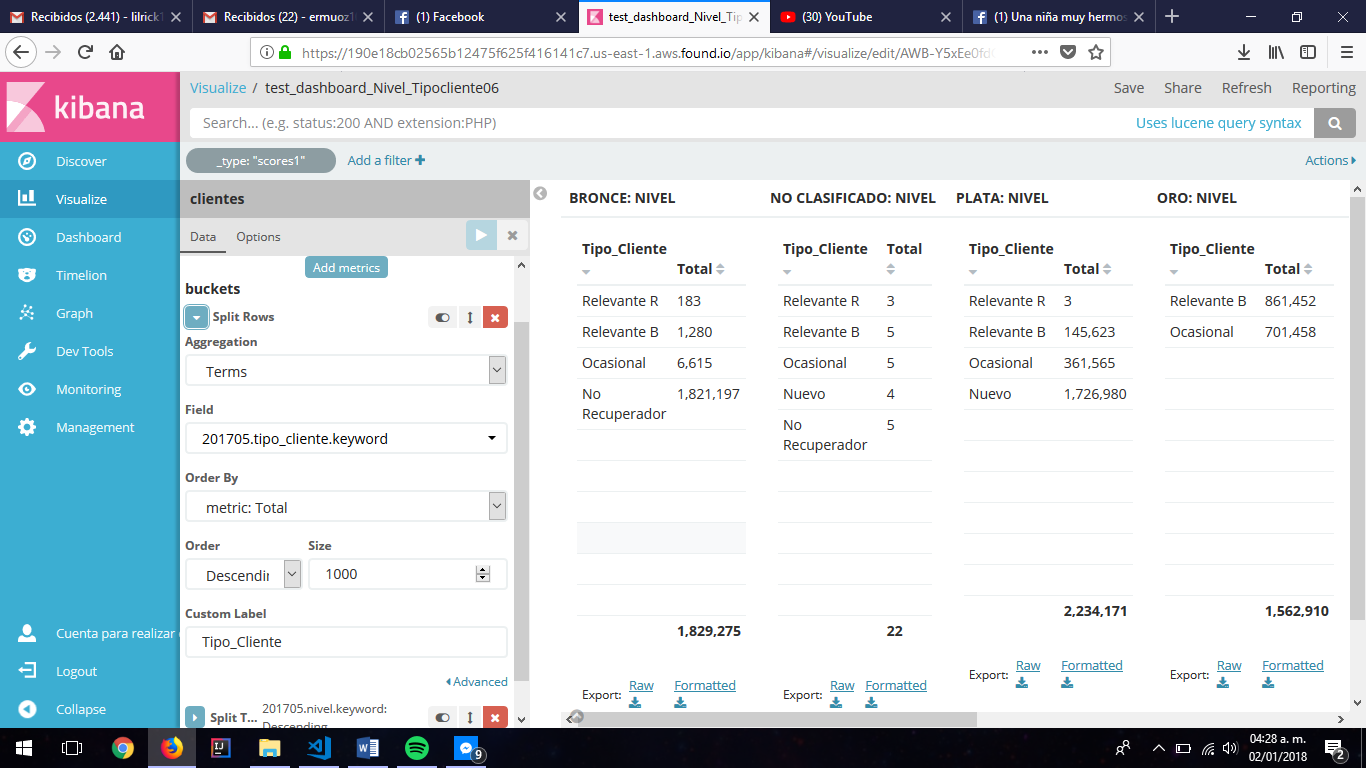 Recibidos (2.441) - lilrick1
Recibidos (22) - ermuoz1
(1) Facebook
test_dashboard_Nivel_Tip
(30) YouTube
(1) Una niña muy hermos
https://190e18cb02565b12475f625f416141c7.us-east-1.aws.found.io/app/kibana#/visualize/edit/AWB-Y5xEe0fd
kibana
Discover
Visualize
Dashboard
Timelion
Graph
Dev Tools
Monitoring
Management
Cuenta para realizar
Logout
Collapse
Visualize / test_dashboard_Nivel_Tipocliente06
Save Share Refresh Reporting
Search... (e.g. status:200 AND extension:PHP)
Uses lucene query syntax
_type: "scores1"
Add a filter
Actions
clientes
Data Options
Add metrics
buckets
Split Rows
Aggregation
Terms
Field
201705.tipo_cliente.keyword
Order By
metric: Total
Order Size
Descendin 1000
Custom Label
Tipo_Cliente
Advanced
Split T... 201705.nivel.keyword:
Descending
BRONCE: NIVEL
Tipo_Cliente Total
Relevante R 183
Relevante B 1,280
Ocasional 6,615
No Recuperador 1,821,197
1,829,275
Export: Raw Formatted
NO CLASIFICADO: NIVEL
Tipo_Cliente Total
Relevante R 3
Relevante B 5
Ocasional 5
Nuevo 4
No Recuperador 5
22
Export: Raw Formatted
PLATA: NIVEL
Tipo_Cliente Total
Relevante R 3
Relevante B 145,623
Ocasional 361,565
Nuevo 1,726,980
2,234,171
Export: Raw Formatted
ORO: NIVEL
Tipo_Cliente Total
Relevante B 861,452
Ocasional 701,458
1,562,910
Export: Raw Formatted
9
04:28 a. m.
02/01/2018
2